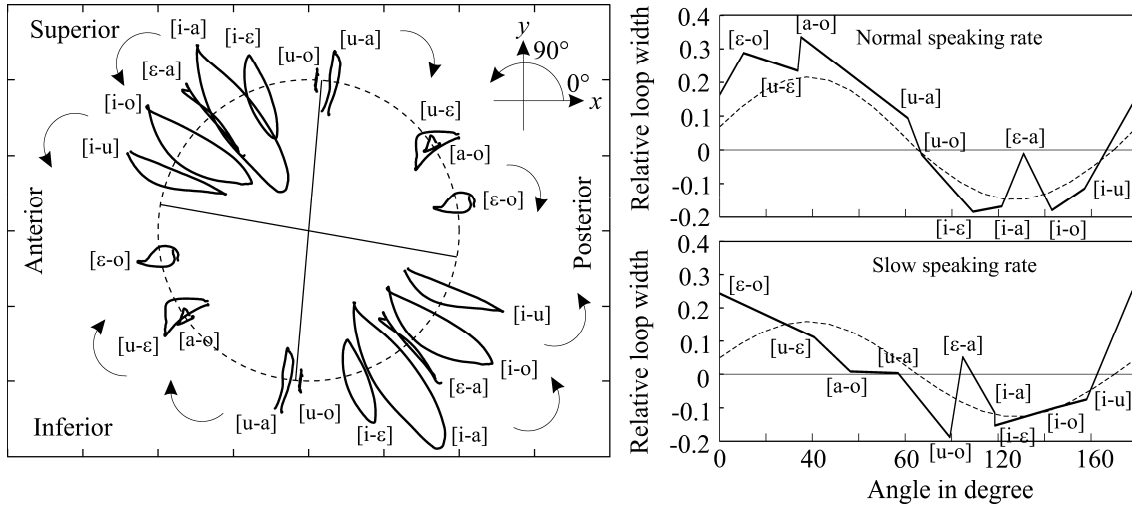 Superior
[i-a]
[i-ε]
[ε-a]
[i-o]
[i-u]
[u-o]
[u-a]
y
90°
0°
x
[u-ε]
[a-o]
[ε-o]
Anterior
Posterior
[ε-o]
[u-ε]
[a-o]
[u-a]
[u-o]
[i-ε]
[i-a]
[ε-a]
[i-o]
[i-u]
Inferior
Relative loop width
0.4
0.3
0.2
0.1
0
-0.1
-0.2
Normal speaking rate
[ε-o]
[u-ε]
[a-o]
[u-a]
[u-o]
[ε-a]
[i-ε]
[i-a]
[i-o]
[i-u]
Relative loop width
0.4
0.3
0.2
0.1
0
-0.1
-0.2
Slow speaking rate
[ε-o]
[u-ε]
[a-o]
[u-a]
[ε-a]
[u-o]
[i-a]
[i-ε]
[i-o]
[i-u]
0
40
60
80
120
160
Angle in degree